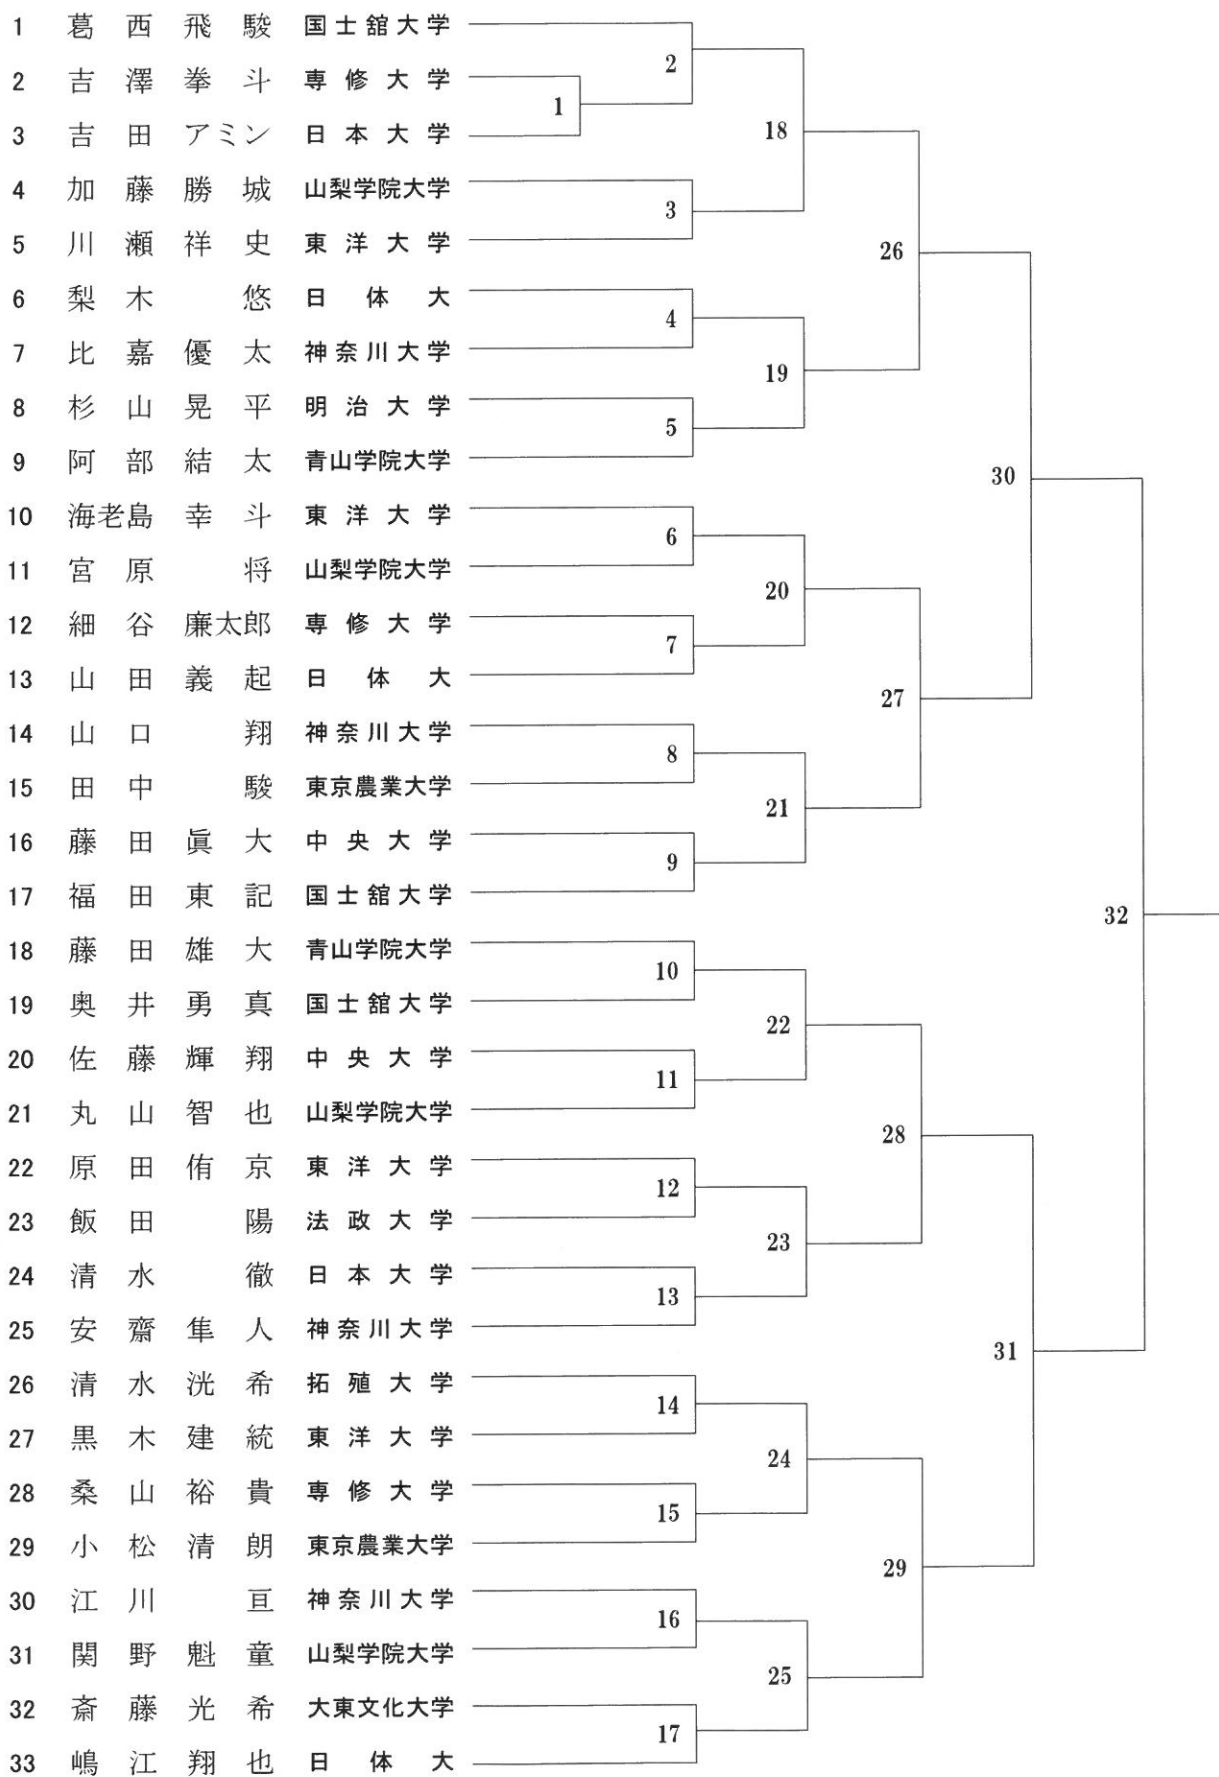 1 葛西飛駿 国士舘大学
2 吉澤拳斗 専修大学
3 吉田アミン 日本大学
4 加藤勝城 山梨学院大学
5 川瀬祥史 東洋大学
6 梨木悠 日体大
7 比嘉優太 神奈川大学
8 杉山晃平 明治大学
9 阿部結太 青山学院大学
10 海老島幸斗 東洋大学
11 宮原将 山梨学院大学
12 細谷廉太郎 専修大学
13 山田義起 日体大
14 山口翔 神奈川大学
15 田中駿 東京農業大学
16 藤田眞大 中央大学
17 福田東記 国士舘大学
18 藤田雄大 青山学院大学
19 奥井勇真 国士舘大学
20 佐藤輝翔 中央大学
21 丸山智也 山梨学院大学
22 原田侑京 東洋大学
23 飯田陽 法政大学
24 清水徹 日本大学
25 安齋隼人 神奈川大学
26 清水洸希 拓殖大学
27 黒木建統 東洋大学
28 桑山裕貴 専修大学
29 小松清朗 東京農業大学
30 江川亘 神奈川大学
31 関野魁童 山梨学院大学
32 斎藤光希 大東文化大学
33 嶋江翔也 日体大
1
2
3
4
5
6
7
8
9
10
11
12
13
14
15
16
17
18
19
20
21
22
23
24
25
26
27
28
29
30
31
32